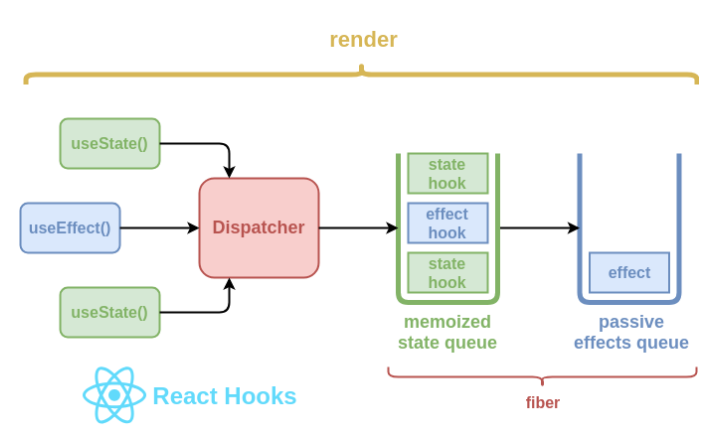 render
useState()
useEffect()
useState()
Dispatcher
state
hook
effect
hook
state
hook
effect
memoized
state queue
passive
effects queue
fiber
React Hooks